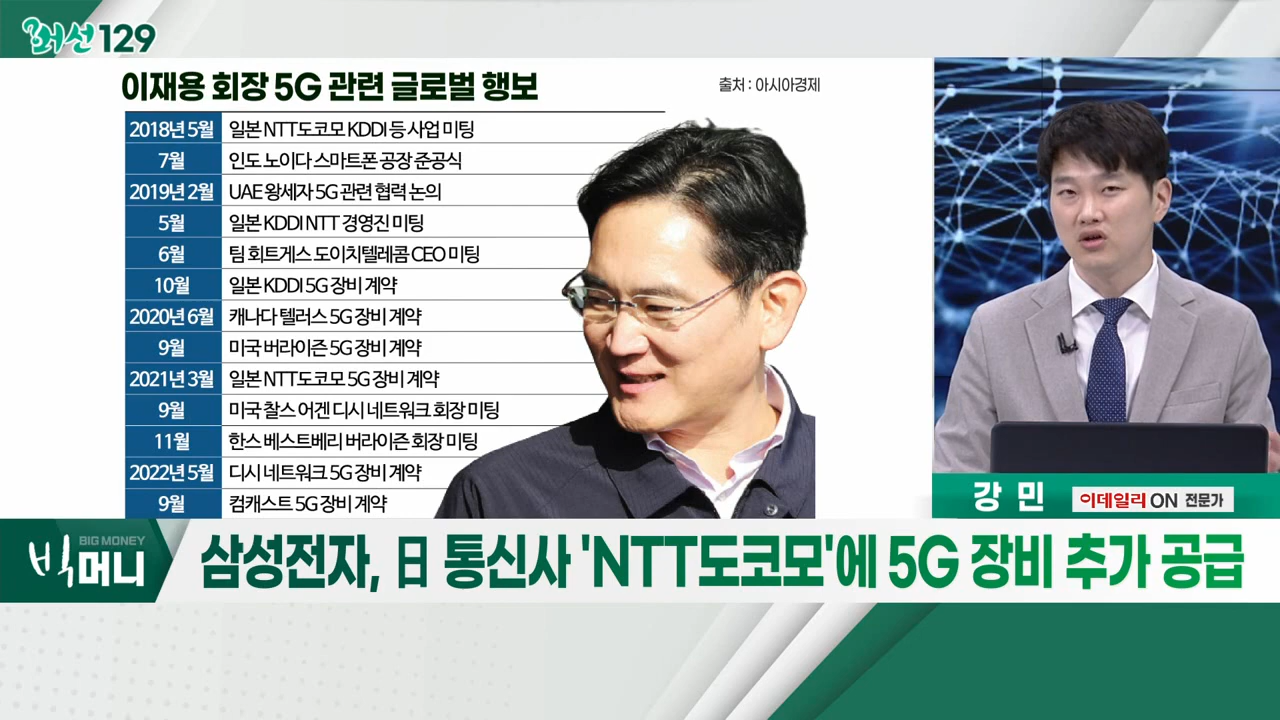 최선129
이재용 회장 5G 관련 글로벌 행보
출처 : 아시아경제
2018년 5월 일본 NTT도코모 KDDI 등 사업 미팅
7월 인도 노이다 스마트폰 공장 준공식
2019년 2월 UAE 왕세자 5G 관련 협력 논의
5월 일본 KDDI NTT 경영진 미팅
6월 팀 회트게스 도이치텔레콤 CEO 미팅
10월 일본 KDDI 5G 장비 계약
2020년 6월 캐나다 텔러스 5G 장비 계약
9월 미국 버라이즌 5G 장비 계약
2021년 3월 일본 NTT도코모 5G 장비 계약
9월 미국 찰스 어겐 디시 네트워크 회장 미팅
11월 한스 베스트베리 버라이즌 회장 미팅
2022년 5월 디시 네트워크 5G 장비 계약
9월 컴캐스트 5G 장비 계약
강 민
이데일리 ON 전문가
BIG MONEY
빅머니
삼성전자, 日 통신사 'NTT도코모'에 5G 장비 추가 공급